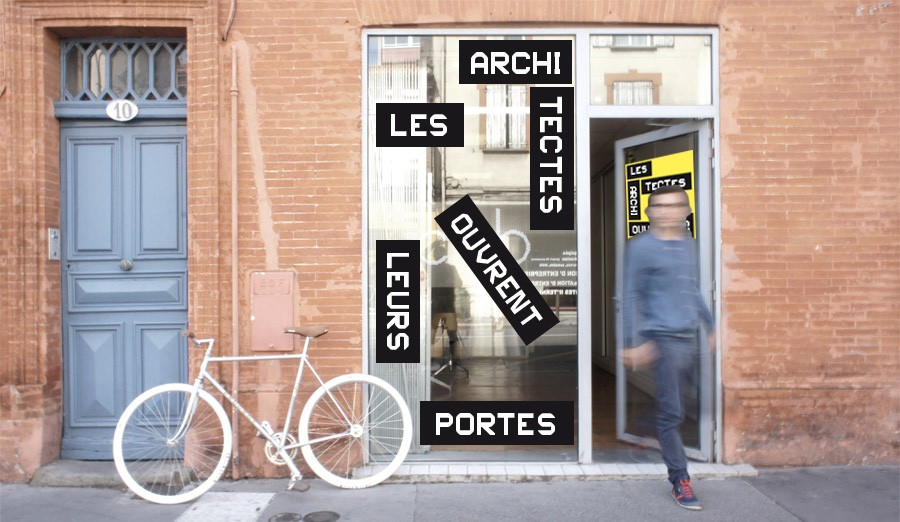 10
LES
ARCHI
TECTES
OUVRENT
LEURS
PORTES
LES
ARCHI
TECTES